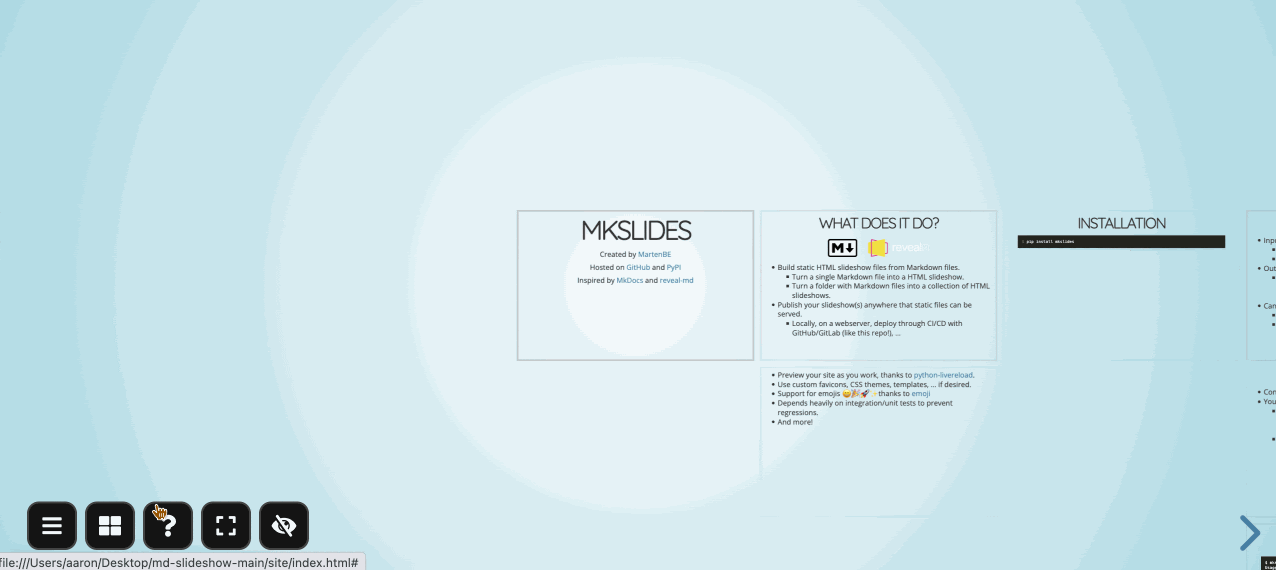 MKSLIDES
Created by MartenBE
Hosted on GitHub and PyPI
Inspired by MkDocs and reveal-md
WHAT DOES IT DO?
M
reveal
• Build static HTML slideshow files from Markdown files.
▪ Turn a single Markdown file into a HTML slideshow.
▪ Turn a folder with Markdown files into a collection of HTML
slideshows.
• Publish your slideshow(s) anywhere that static files can be
served.
▪ Locally, on a webserver, deploy through CI/CD with
GitHub/GitLab (like this repo!), ...
• Preview your site as you work, thanks to python-livereload.
• Use custom favicons, CSS themes, templates, ... if desired.
• Support for emojis 😄🎉🚀✨ thanks to emoji
• Depends heavily on integration/unit tests to prevent
regressions.
• And more!
INSTALLATION
pip install mkslides
• Inpu
• Out
• Can
• Con
• You
?
file:///Users/aaron/Desktop/md-slideshow-main/site/index.html#